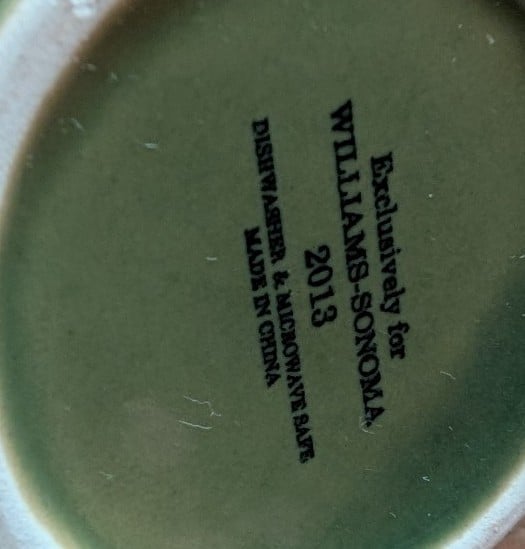 Exclusively for
WILLIAMS-SONOMA
2013
DISHWASHER & MICROWAVE SAFE
MADE IN CHINA